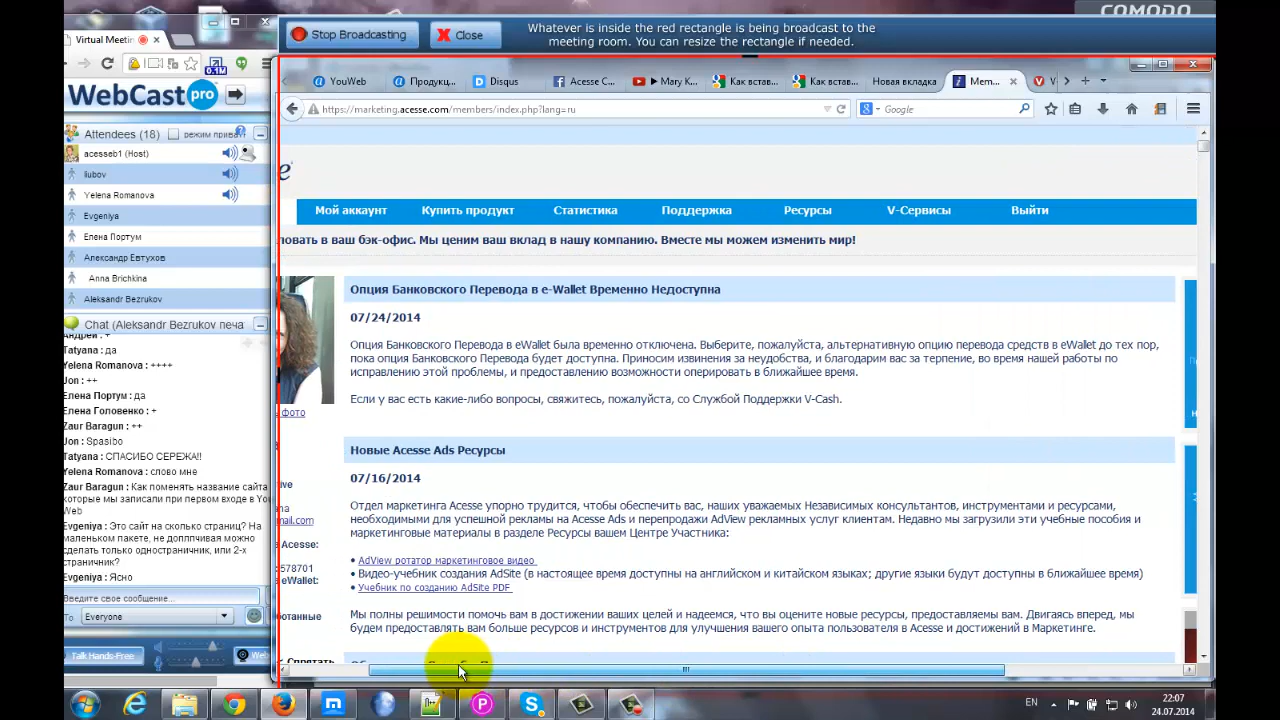 COMODO
Stop Broadcasting
Close
Whatever is inside the red rectangle is being broadcast to the
meeting room. You can resize the rectangle if needed.
Virtual Meeti
YouWeb
Продукц...
Disqus
Acesse C...
▶ Mary K...
Как встав...
Как встав...
Новая вкладка
Mem...
V
0.1M
https://marketing.acesse.com/members/index.php?lang=ru
Google
WebCast pro
Attendees (18)
acesseb1 (Host)
liubov
Yelena Romanova
Evgeniya
Елена Портум
Александр Евтухов
Anna Brichkina
Aleksandr Bezrukov
Мой аккаунт
Купить продукт
Статистика
Поддержка
Ресурсы
V-Сервисы
Выйти
ловать в ваш бэк-офис. Мы ценим ваш вклад в нашу компанию. Вместе мы можем изменить мир!
Опция Банковского Перевода в e-Wallet Временно Недоступна
07/24/2014
Опция Банковского Перевода в eWallet была временно отключена. Выберите, пожалуйста, альтернативную опцию перевода средств в eWallet до тех пор,
пока опция Банковского Перевода будет доступна. Приносим извинения за неудобства, и благодарим вас за терпение, во время нашей работы по
исправлению этой проблемы, и предоставлению возможности оперировать в ближайшее время.
Если у вас есть какие-либо вопросы, свяжитесь, пожалуйста, со Службой Поддержки V-Cash.
Новые Acesse Ads Ресурсы
07/16/2014
Отдел маркетинга Acesse упорно трудится, чтобы обеспечить вас, наших уважаемых Независимых консультантов, инструментами и ресурсами,
необходимыми для успешной рекламы на Acesse Ads и перепродажи AdView рекламных услуг клиентам. Недавно мы загрузили эти учебные пособия и
маркетинговые материалы в разделе Ресурсы вашем Центре Участника:
• AdView ротатор маркетинговое видео
• Видео-учебник создания AdSite (в настоящее время доступны на английском и китайском языках; другие языки будут доступны в ближайшее время)
• Учебник по созданию AdSite PDF
Мы полны решимости помочь вам в достижении ваших целей и надеемся, что вы оцените новые ресурсы, предоставляемы вам. Двигаясь вперед, мы
будем предоставлять вам больше ресурсов и инструментов для улучшения вашего опыта пользователя в Acesse и достижений в Маркетинге.
фото
ive
na
mail.com
Acesse:
578701
eWallet:
танные
Спрятать
Chat (Aleksandr Bezrukov печа
Андрей : +
Tatyana : да
Yelena Romanova : ++++
Jon : ++
Елена Портум : да
Елена Головенко : +
Zaur Baragun : ++
Jon : Spasibo
Tatyana : СПАСИБО СЕРЕЖА!!
Yelena Romanova : слово мне
Zaur Baragun : Как поменять название сайта
которые мы записали при первом входе в You
Web
Evgeniya : Это сайт на сколько страниц? На
маленьком пакете, не допппчивая можно
сделать только одностраничник, или 2-х
страничник?
Evgeniya : Ясно
Введите свое сообщение...
To
Everyone
Talk Hands-Free
Web
EN
22:07
24.07.2014